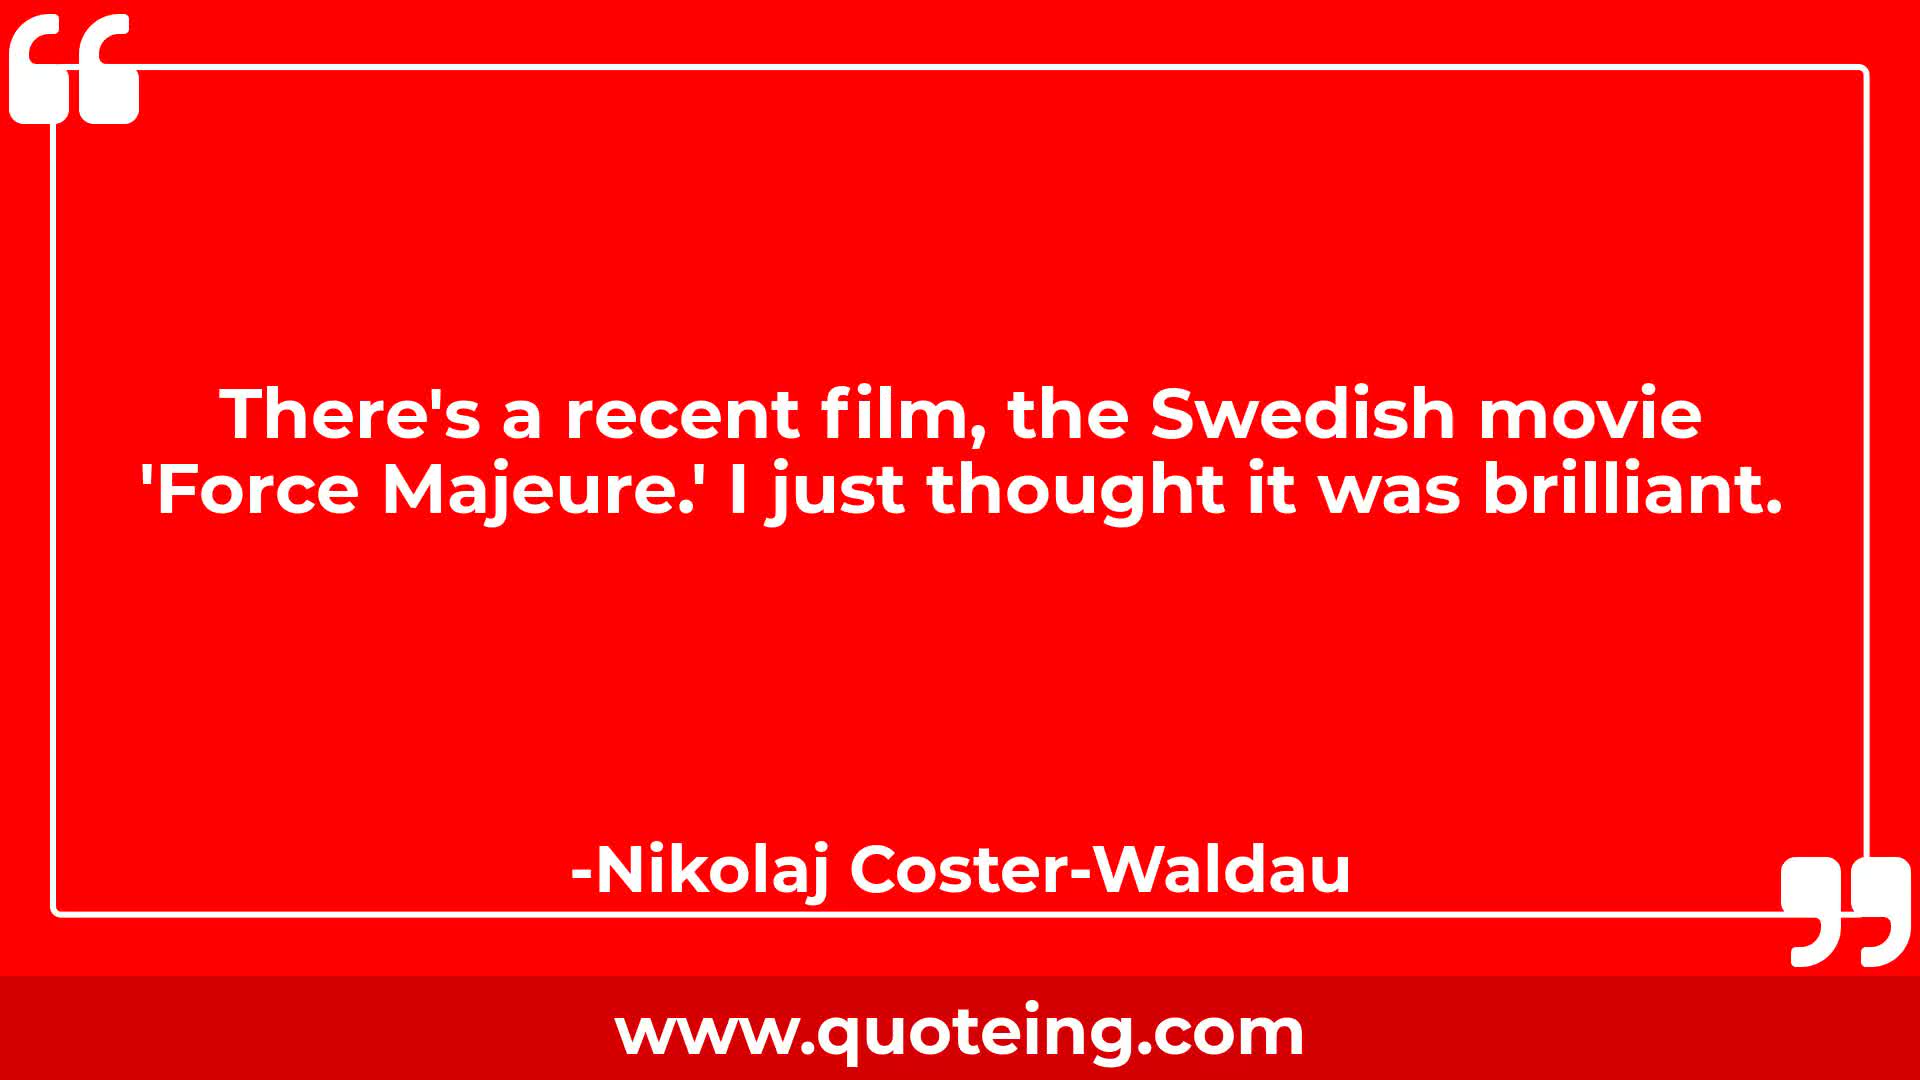 There's a recent film, the Swedish movie
'Force Majeure.' I just thought it was brilliant.
-Nikolaj Coster-Waldau
www.quoteing.com